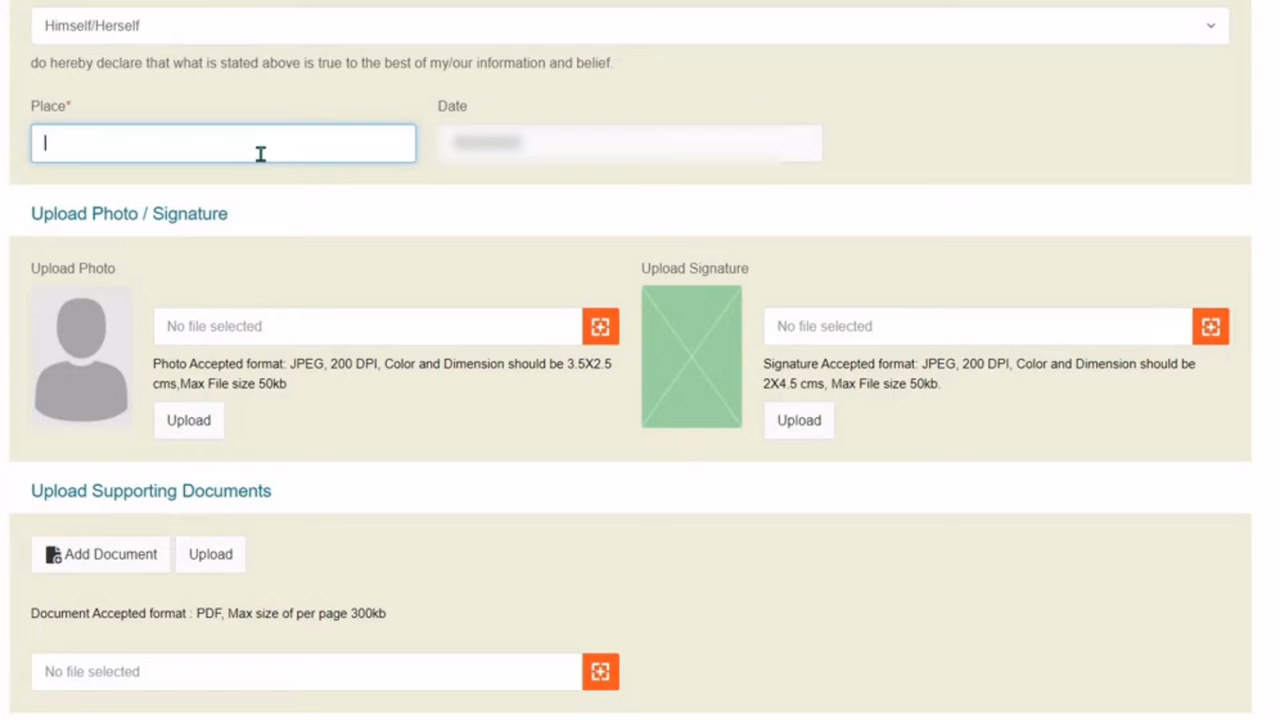 Himself/Herself
do hereby declare that what is stated above is true to the best of my/our information and belief.
Place*
Date
Upload Photo / Signature
Upload Photo
No file selected
Photo Accepted format: JPEG, 200 DPI, Color and Dimension should be 3.5X2.5
cms,Max File size 50kb
Upload
Upload Signature
No file selected
Signature Accepted format: JPEG, 200 DPI, Color and Dimension should be
2X4.5 cms, Max File size 50kb.
Upload
Upload Supporting Documents
Add Document
Upload
Document Accepted format : PDF, Max size of per page 300kb
No file selected